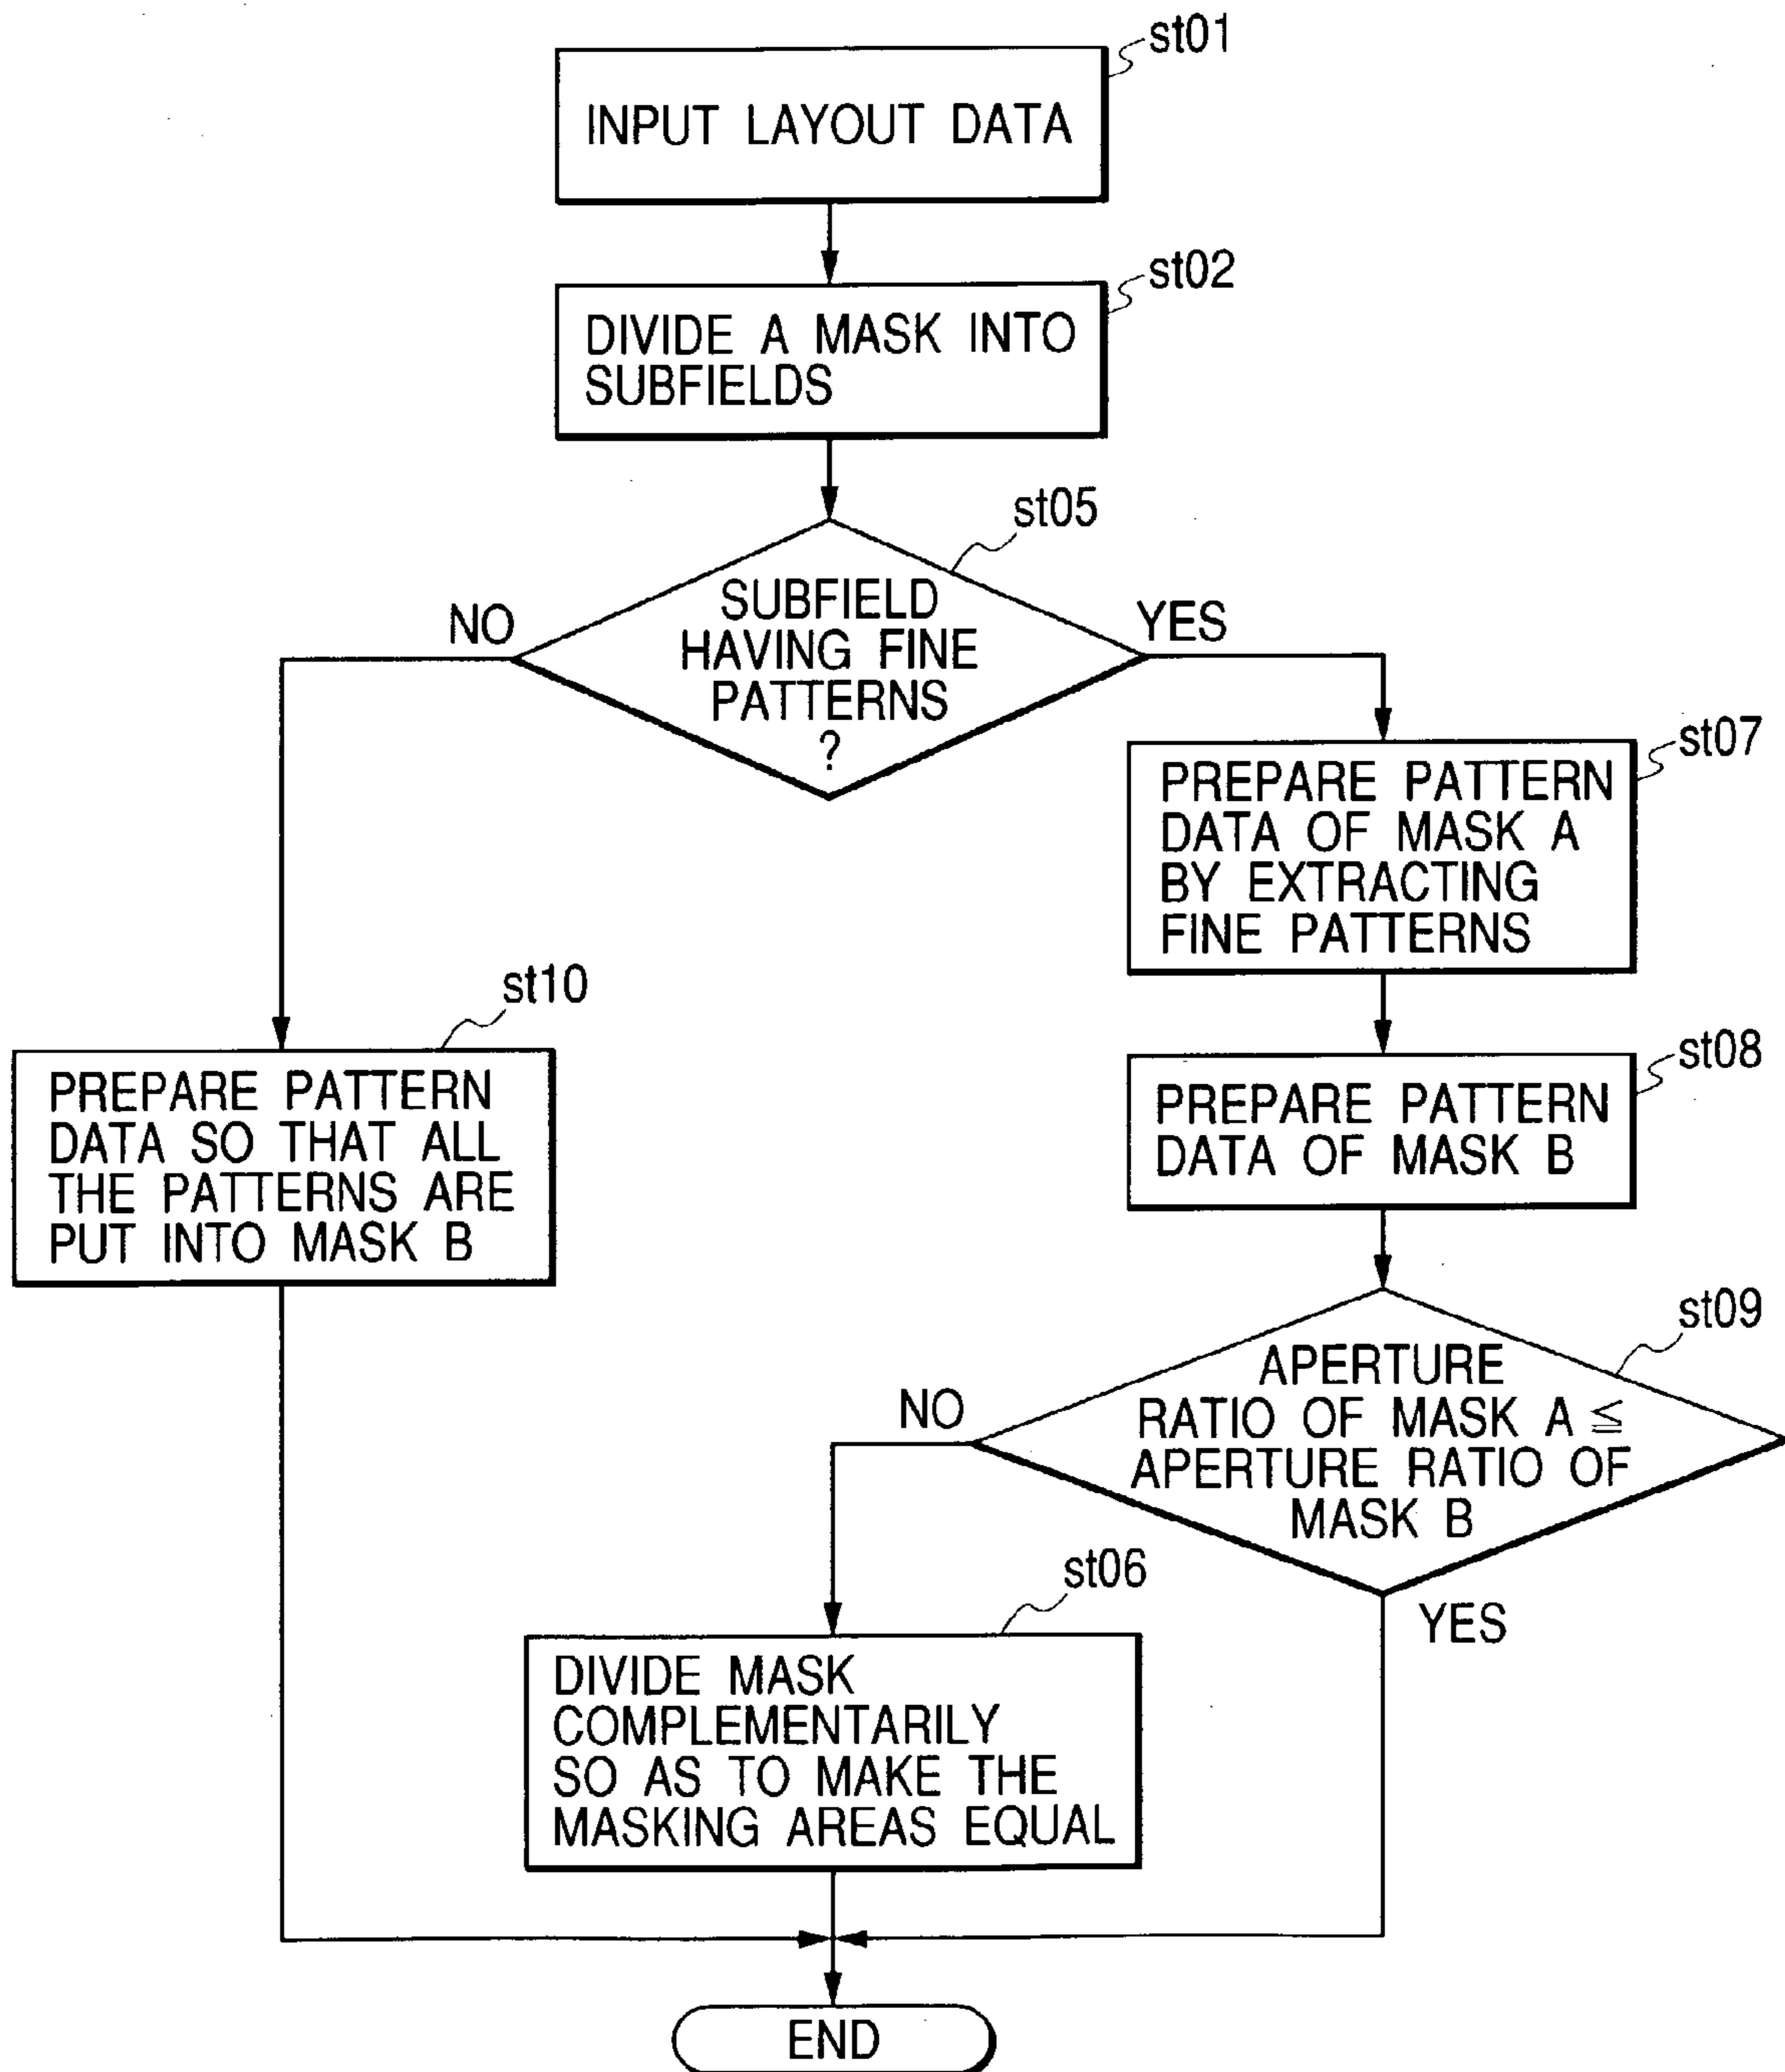 st01
INPUT LAYOUT DATA
st02
DIVIDE A MASK INTO
SUBFIELDS
st05
SUBFIELD
HAVING FINE
PATTERNS
?
NO
YES
st07
PREPARE PATTERN
DATA OF MASK A
BY EXTRACTING
FINE PATTERNS
st10
PREPARE PATTERN
DATA SO THAT ALL
THE PATTERNS ARE
PUT INTO MASK B
st08
PREPARE PATTERN
DATA OF MASK B
st09
APERTURE
RATIO OF MASK A ≦
APERTURE RATIO OF
MASK B
NO
YES
st06
DIVIDE MASK
COMPLEMENTARILY
SO AS TO MAKE THE
MASKING AREAS EQUAL
END